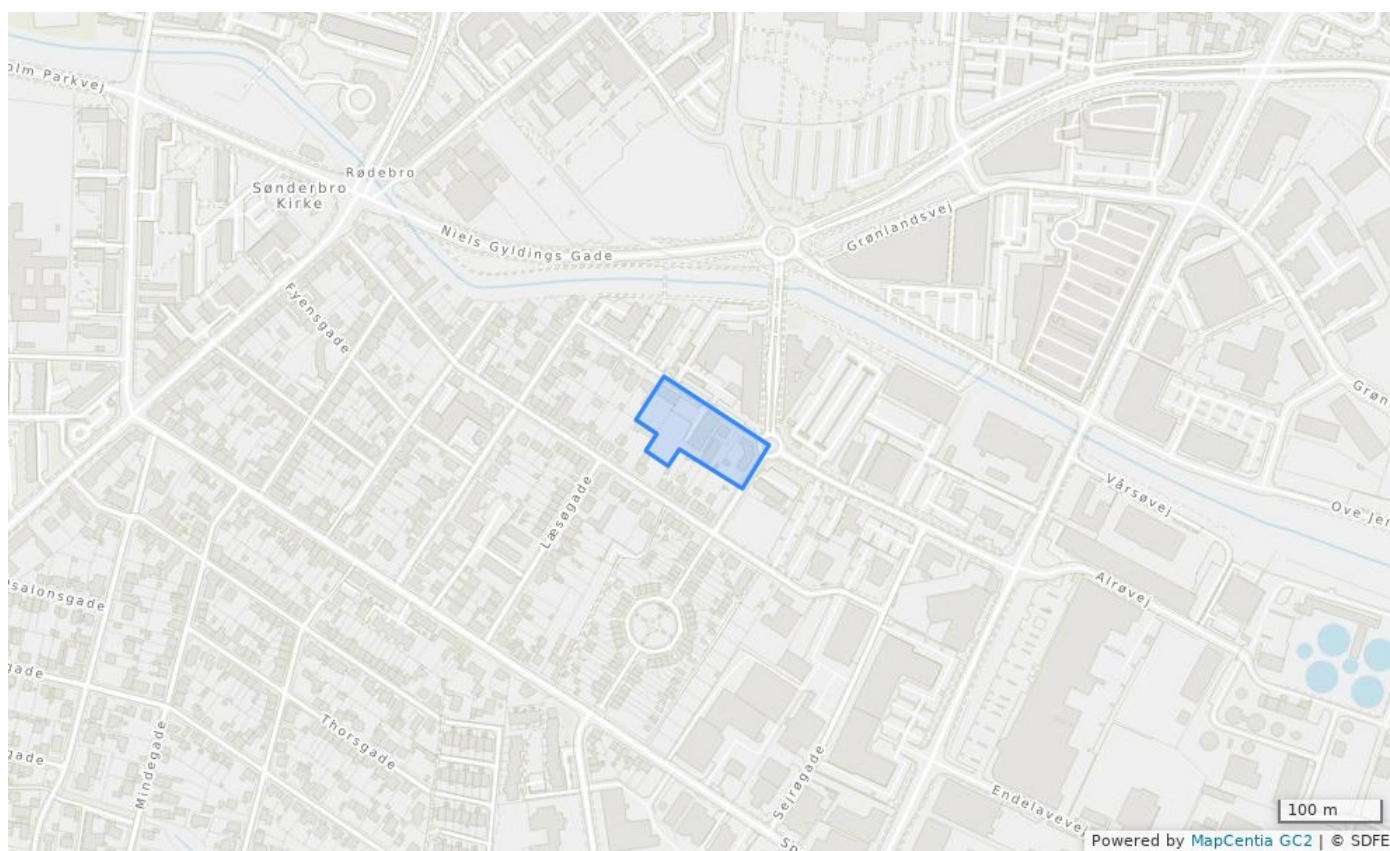 olm Parkvej
Rødebro
Sønderbro
Kirke
Niels Gyldings Gade
Grønlandsvej
Fyensgade
Grøn
Læsøgade
Vårsøvej
Ove Jer
Alrøvej
salonsgade
gade
Thorsgade
Mindegade
gade
Sejrøgade
Endelavevej
Sp
100 m
Powered by MapCentia GC2 | © SDFE